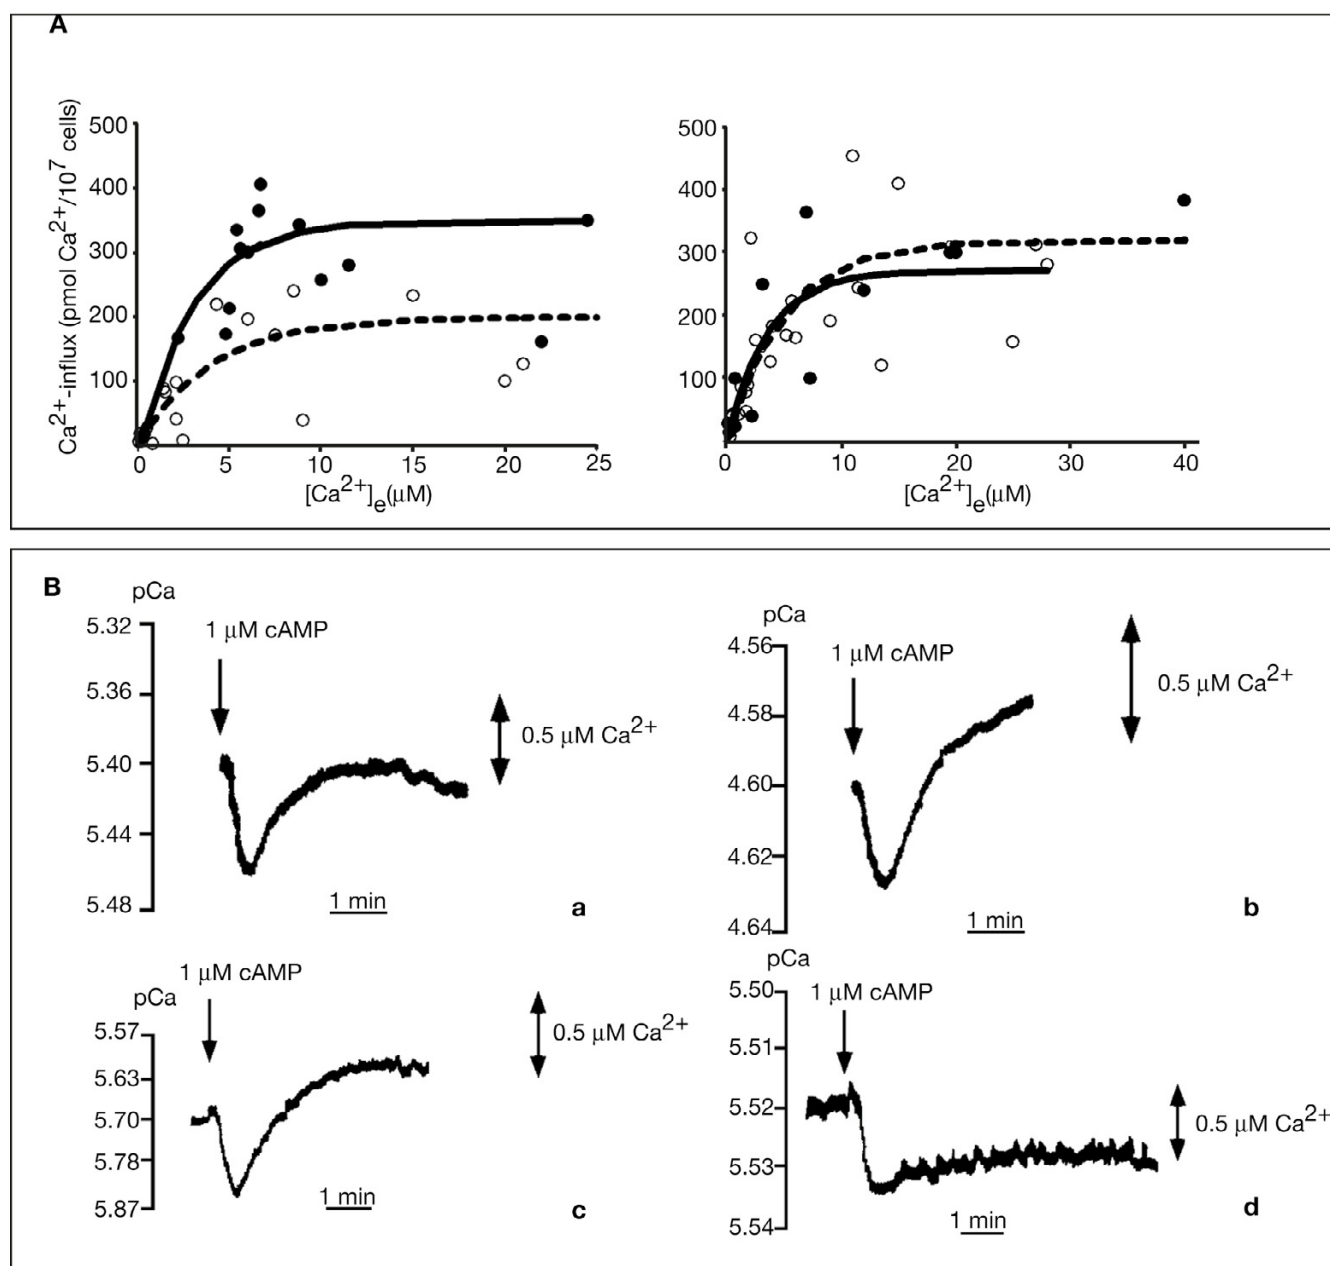 A
Ca2+-influx (pmol Ca2+/107 cells)
500
400
300
200
100
0
5
10
15
20
25
[Ca2+]e(μM)
500
400
300
200
100
0
10
20
30
40
[Ca2+]e(μM)
B
pCa
5.32
5.36
5.40
5.44
5.48
1 μM cAMP
0.5 μM Ca2+
1 min
a
pCa
4.56
4.58
4.60
4.62
4.64
1 μM cAMP
0.5 μM Ca2+
1 min
b
1 μM cAMP
pCa
5.57
5.63
5.70
5.78
5.87
0.5 μM Ca2+
1 min
c
pCa
5.50
5.51
5.52
5.53
5.54
1 μM cAMP
0.5 μM Ca2+
1 min
d